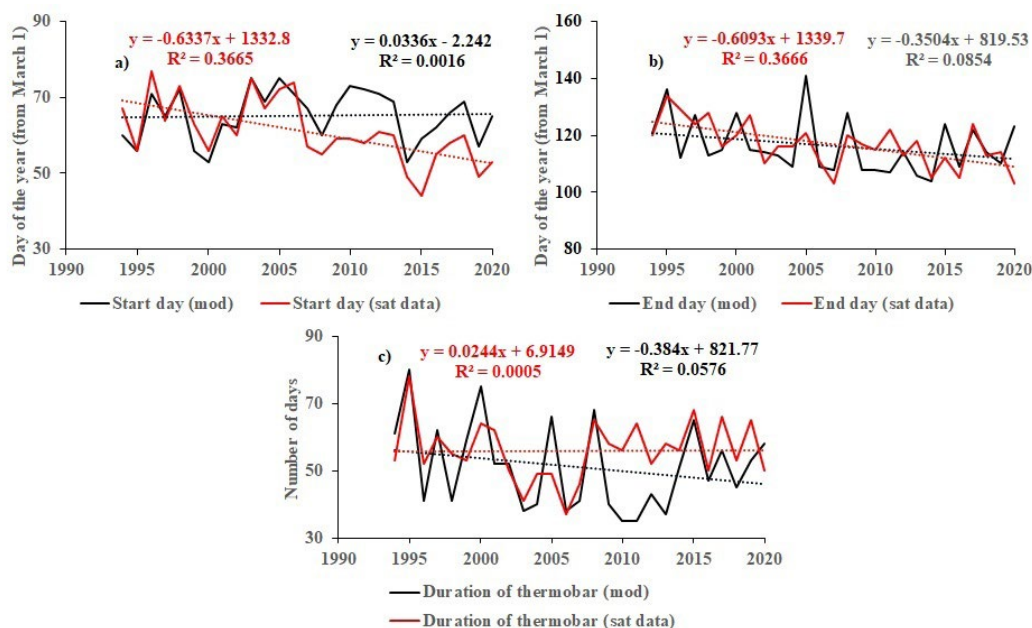 90
70
50
30
1990 1995 2000 2005 2010 2015 2020
Day of the year (from March 1)
a)
y = -0.6337x + 1332.8
R² = 0.3665
y = 0.0336x - 2.242
R² = 0.0016
Start day (mod) Start day (sat data)
160
140
120
100
80
1990 1995 2000 2005 2010 2015 2020
Day of the year (from March 1)
b)
y = -0.6093x + 1339.7
R² = 0.3666
y = -0.3504x + 819.53
R² = 0.0854
End day (mod) End day (sat data)
90
70
50
30
1990 1995 2000 2005 2010 2015 2020
Number of days
c)
y = 0.0244x + 6.9149
R² = 0.0005
y = -0.384x + 821.77
R² = 0.0576
Duration of thermobar (mod)
Duration of thermobar (sat data)